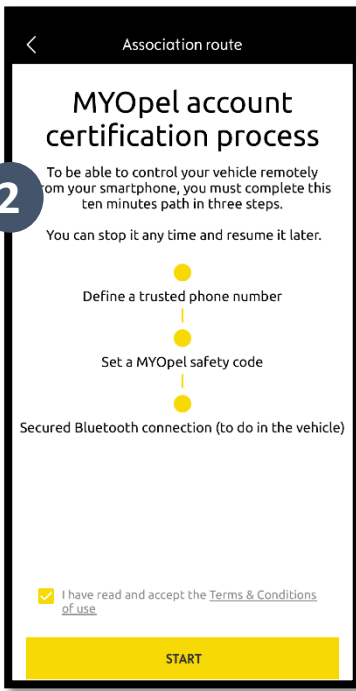 Association route
MYOpel account
certification process
To be able to control your vehicle remotely
om your smartphone, you must complete this
2
ten minutes path in three steps.
You can stop it any time and resume it later.
Define a trusted phone number
Set a MYOpel safety code
Secured Bluetooth connection (to do in the vehicle)
I have read and accept the Terms & Conditions
of use
START